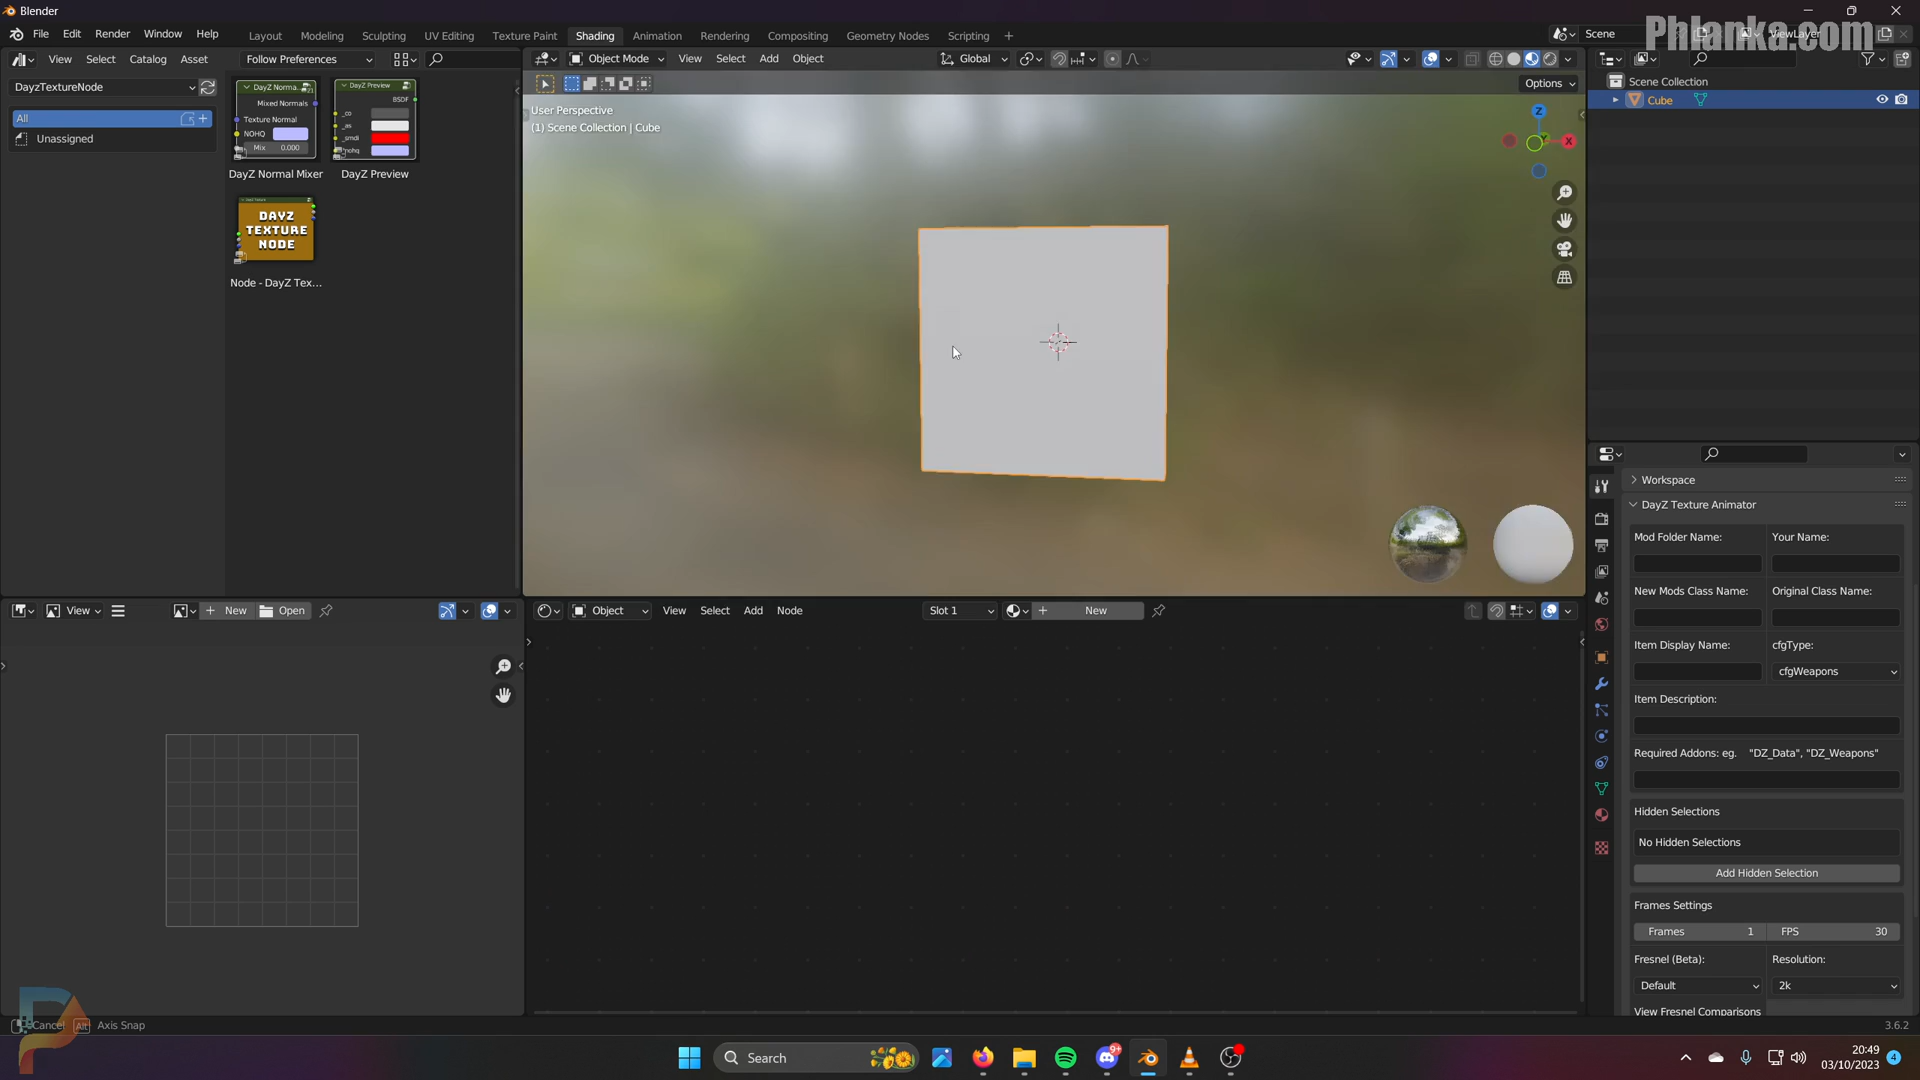 Blender
Phlanka.com
File Edit Render Window Help
Layout Modeling Sculpting UV Editing Texture Paint Shading Animation Rendering Compositing Geometry Nodes Scripting +
Scene
ViewLayer
View Select Catalog Asset
Follow Preferences
Object Mode View Select Add Object
Global
DayzTextureNode
Options
All
Unassigned
DayZ Norma..
Mixed Normals
Texture Normal
NOHQ
Mix 0.000
DayZ Normal Mixer
DayZ Preview
BSDF
_co
_as
_smdi
nohq
DayZ Preview
DAYZ
TEXTURE
NODE
Node - DayZ Tex...
User Perspective
(1) Scene Collection | Cube
Z
X
Scene Collection
Cube
Workspace
DayZ Texture Animator
Mod Folder Name: Your Name:
New Mods Class Name: Original Class Name:
Item Display Name: cfgType:
cfgWeapons
Item Description:
Required Addons: eg. "DZ_Data", "DZ_Weapons"
Hidden Selections
No Hidden Selections
Add Hidden Selection
Frames Settings
Frames 1 FPS 30
Fresnel (Beta): Resolution:
Default 2k
View Fresnel Comparisons
View
New Open
Object View Select Add Node
Slot 1
New
Cancel Alt Axis Snap
3.6.2
Search
9+
20:49
03/10/2023
4